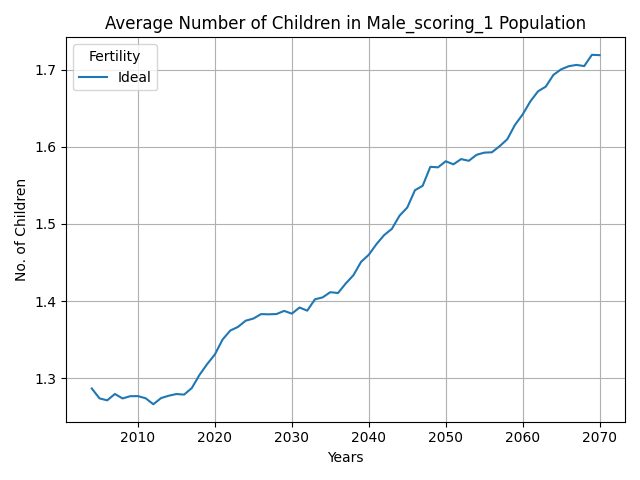 Average Number of Children in Male_scoring_1 Population
Fertility
Ideal
No. of Children
1.7
1.6
1.5
1.4
1.3
2010 2020 2030 2040 2050 2060 2070
Years